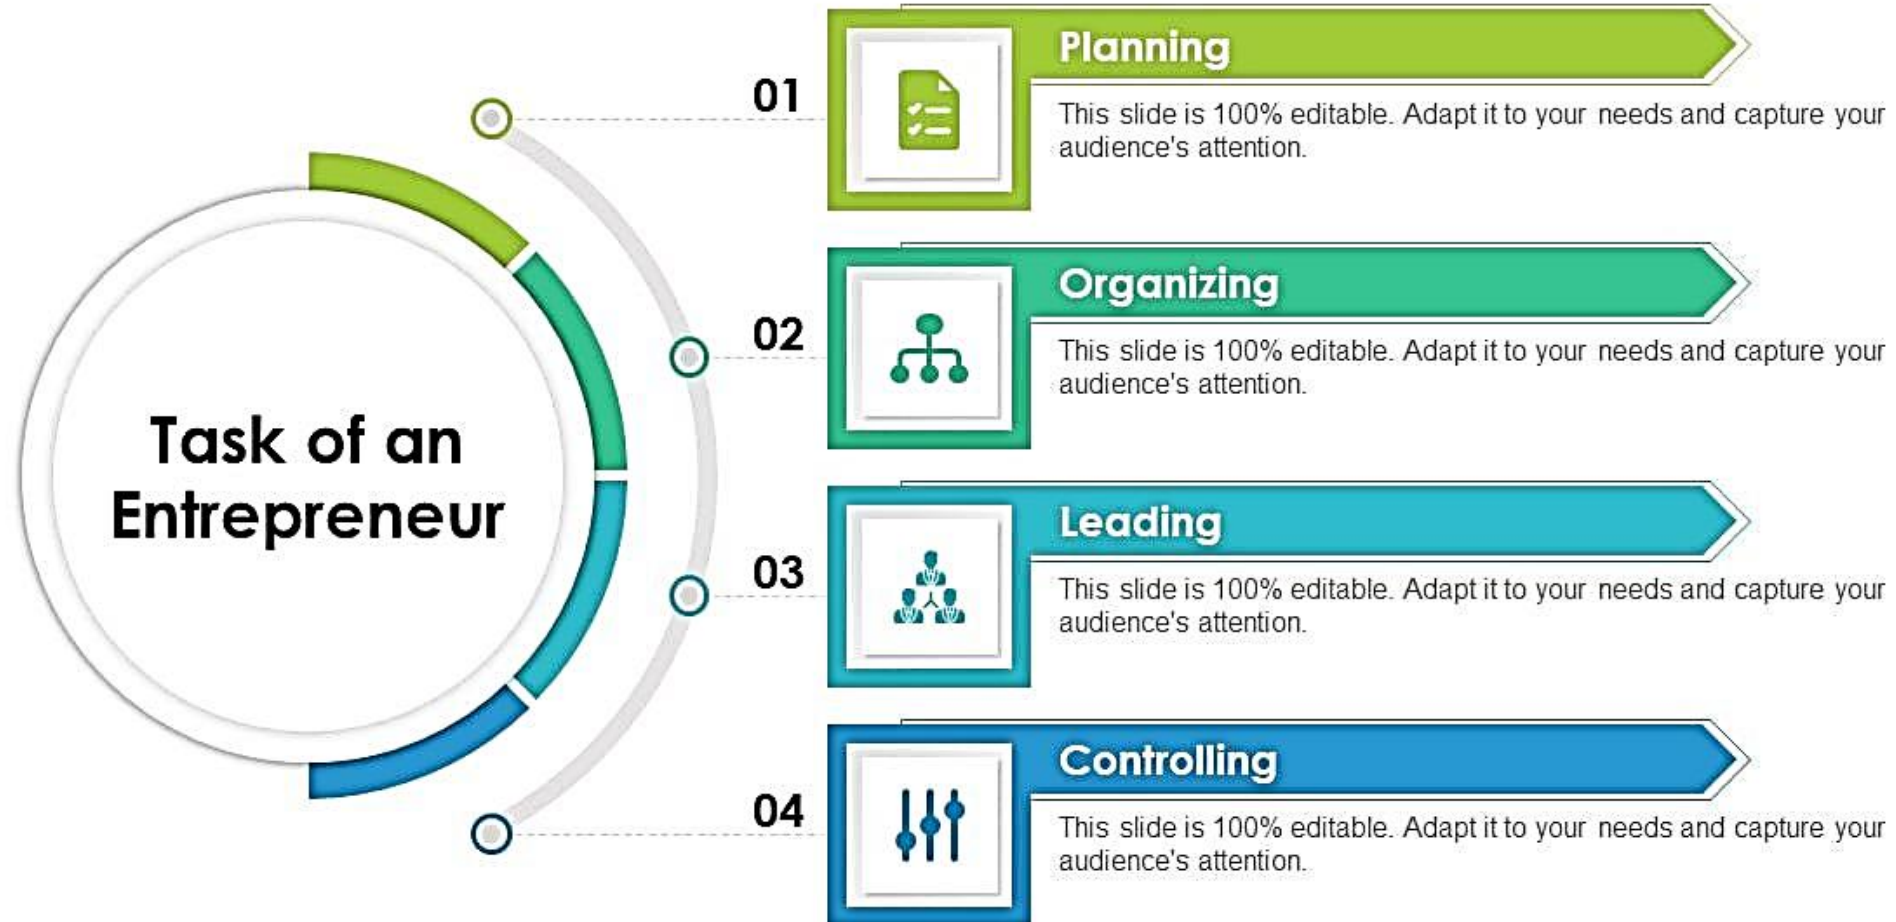 Task of an
Entrepreneur
01
Planning
This slide is 100% editable. Adapt it to your needs and capture your
audience's attention.
02
Organizing
This slide is 100% editable. Adapt it to your needs and capture your
audience's attention.
03
Leading
This slide is 100% editable. Adapt it to your needs and capture your
audience's attention.
04
Controlling
This slide is 100% editable. Adapt it to your needs and capture your
audience's attention.